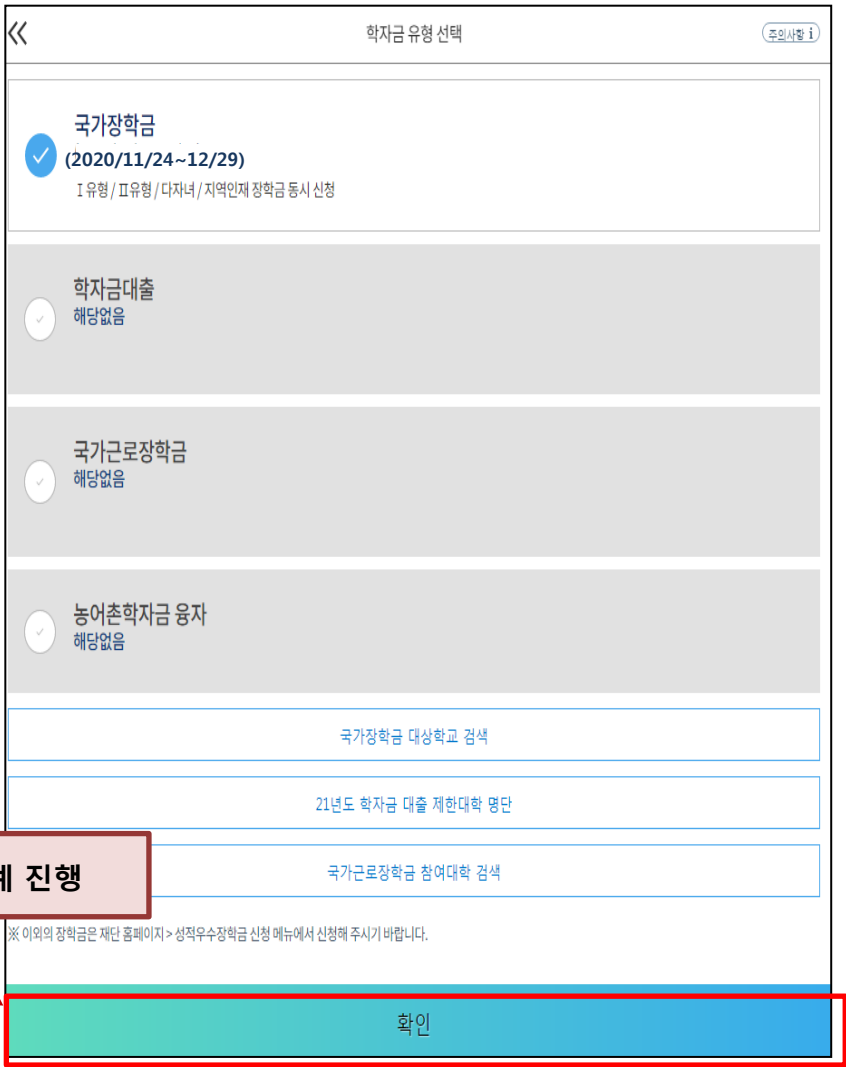 학자금 유형 선택
주의사항 i
국가장학금
(2020/11/24~12/29)
Ⅰ유형 / Ⅱ유형 / 다자녀 / 지역인재 장학금 동시 신청
학자금대출
해당없음
국가근로장학금
해당없음
농어촌학자금 융자
해당없음
국가장학금 대상학교 검색
21년도 학자금 대출 제한대학 명단
진행
국가근로장학금 참여대학 검색
※ 이외의 장학금은 재단 홈페이지 > 성적우수장학금 신청 메뉴에서 신청해 주시기 바랍니다.
확인